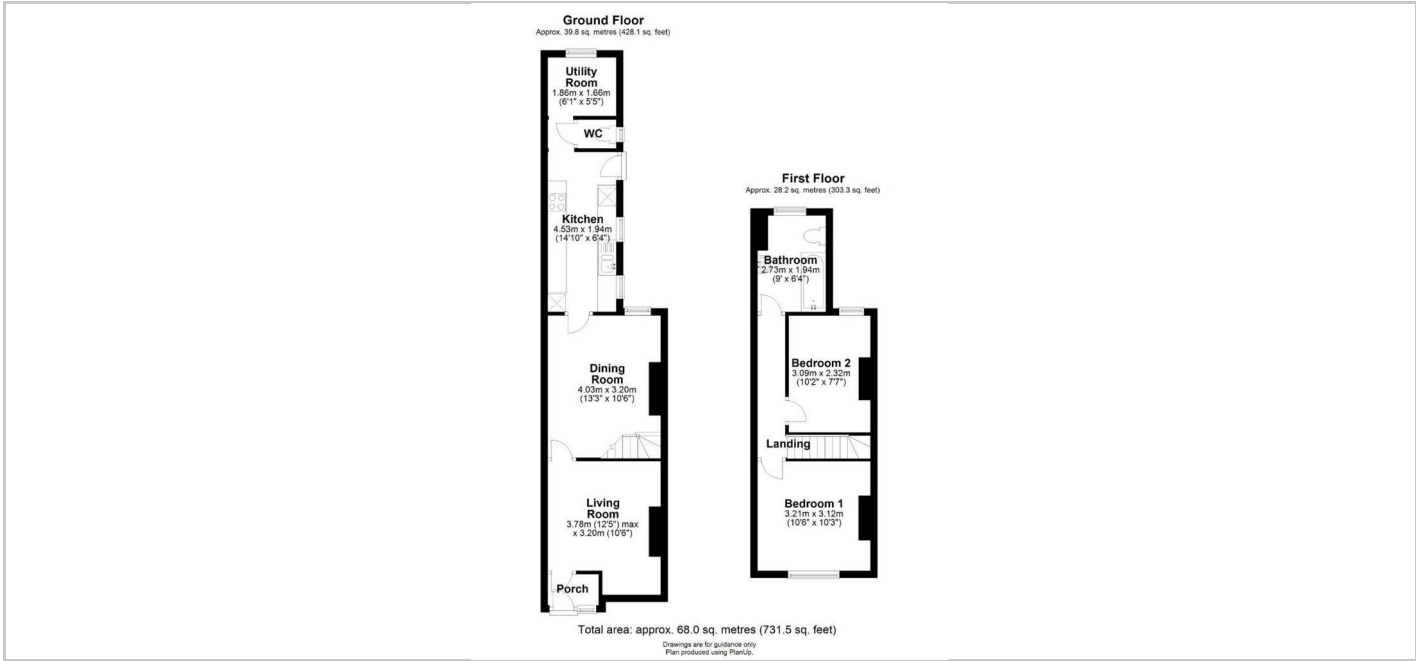 Ground Floor
Approx. 39.8 sq. metres (428.1 sq. feet)
Utility
Room
1.86m x 1.66m
(6'1" x 5'5")
WC
Kitchen
4.53m x 1.94m
(14'10" x 6'4")
Dining
Room
4.03m x 3.20m
(13'3" x 10'6")
Living
Room
3.78m (12'5") max
x 3.20m (10'6")
Porch
First Floor
Approx. 28.2 sq. metres (303.3 sq. feet)
Bathroom
2.73m x 1.94m
(9' x 6'4")
Bedroom 2
3.09m x 2.32m
(10'2" x 7'7")
Landing
Bedroom 1
3.21m x 3.12m
(10'6" x 10'3")
Total area: approx. 68.0 sq. metres (731.5 sq. feet)
Drawings are for guidance only
Plan produced using PlanUp.